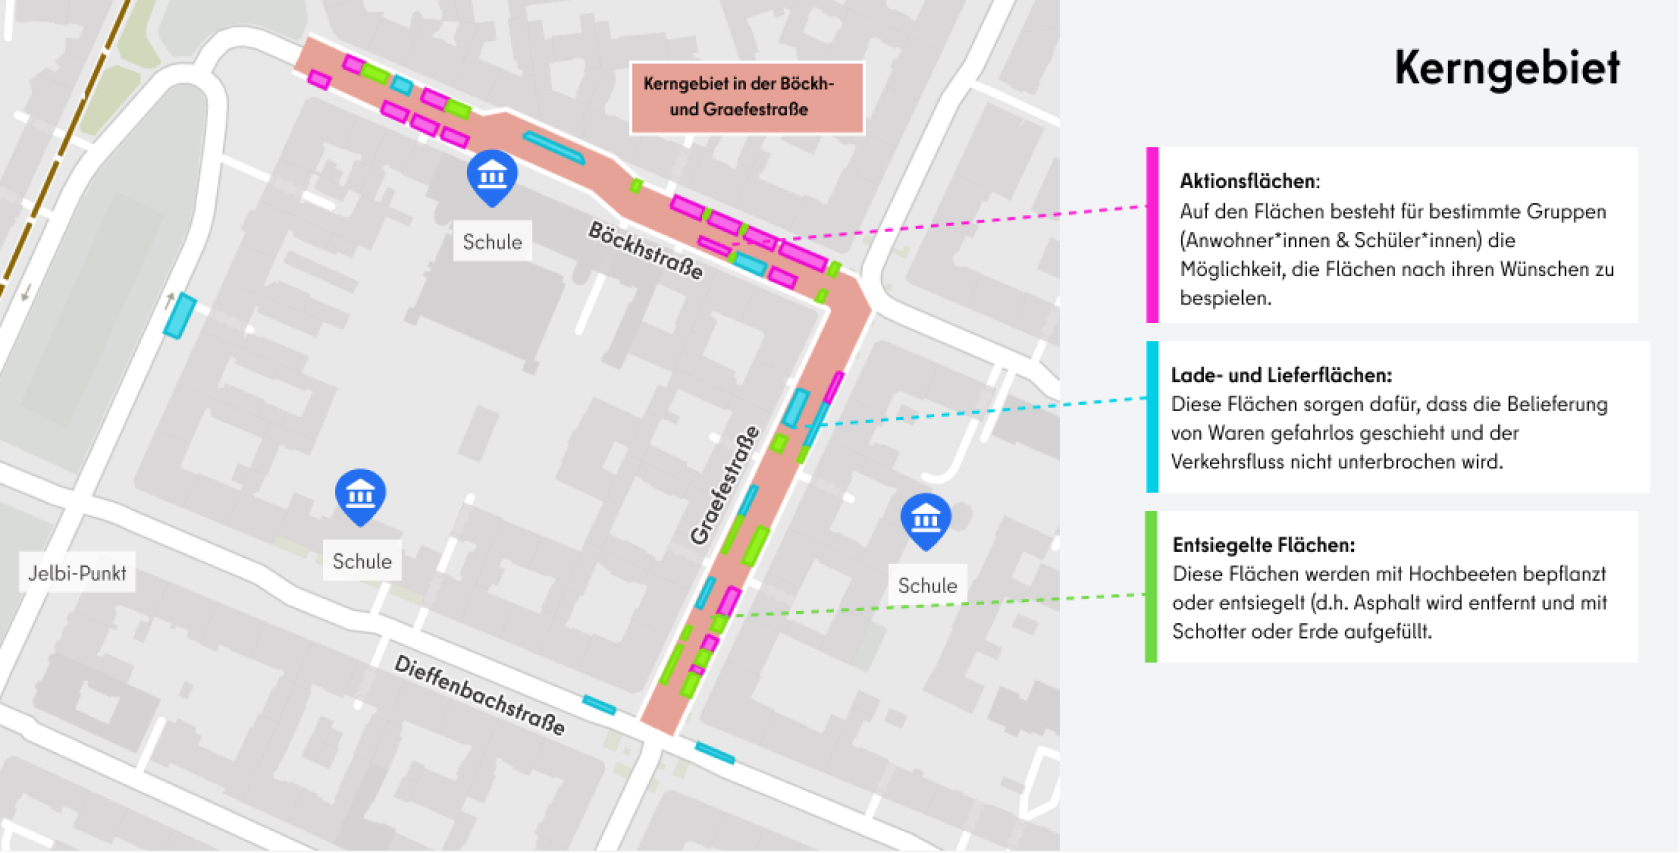 Kerngebiet
Kerngebiet in der Böckh-
und Graefestraße
Schule
Böckhstraße
Graefestraße
Schule
Schule
Jelbi-Punkt
Dieffenbachstraße
Aktionsflächen:
Auf den Flächen besteht für bestimmte Gruppen
(Anwohner*innen & Schüler*innen) die
Möglichkeit, die Flächen nach ihren Wünschen zu
bespielen.
Lade- und Lieferflächen:
Diese Flächen sorgen dafür, dass die Belieferung
von Waren gefahrlos geschieht und der
Verkehrsfluss nicht unterbrochen wird.
Entsiegelte Flächen:
Diese Flächen werden mit Hochbeeten bepflanzt
oder entsiegelt (d.h. Asphalt wird entfernt und mit
Schotter oder Erde aufgefüllt.